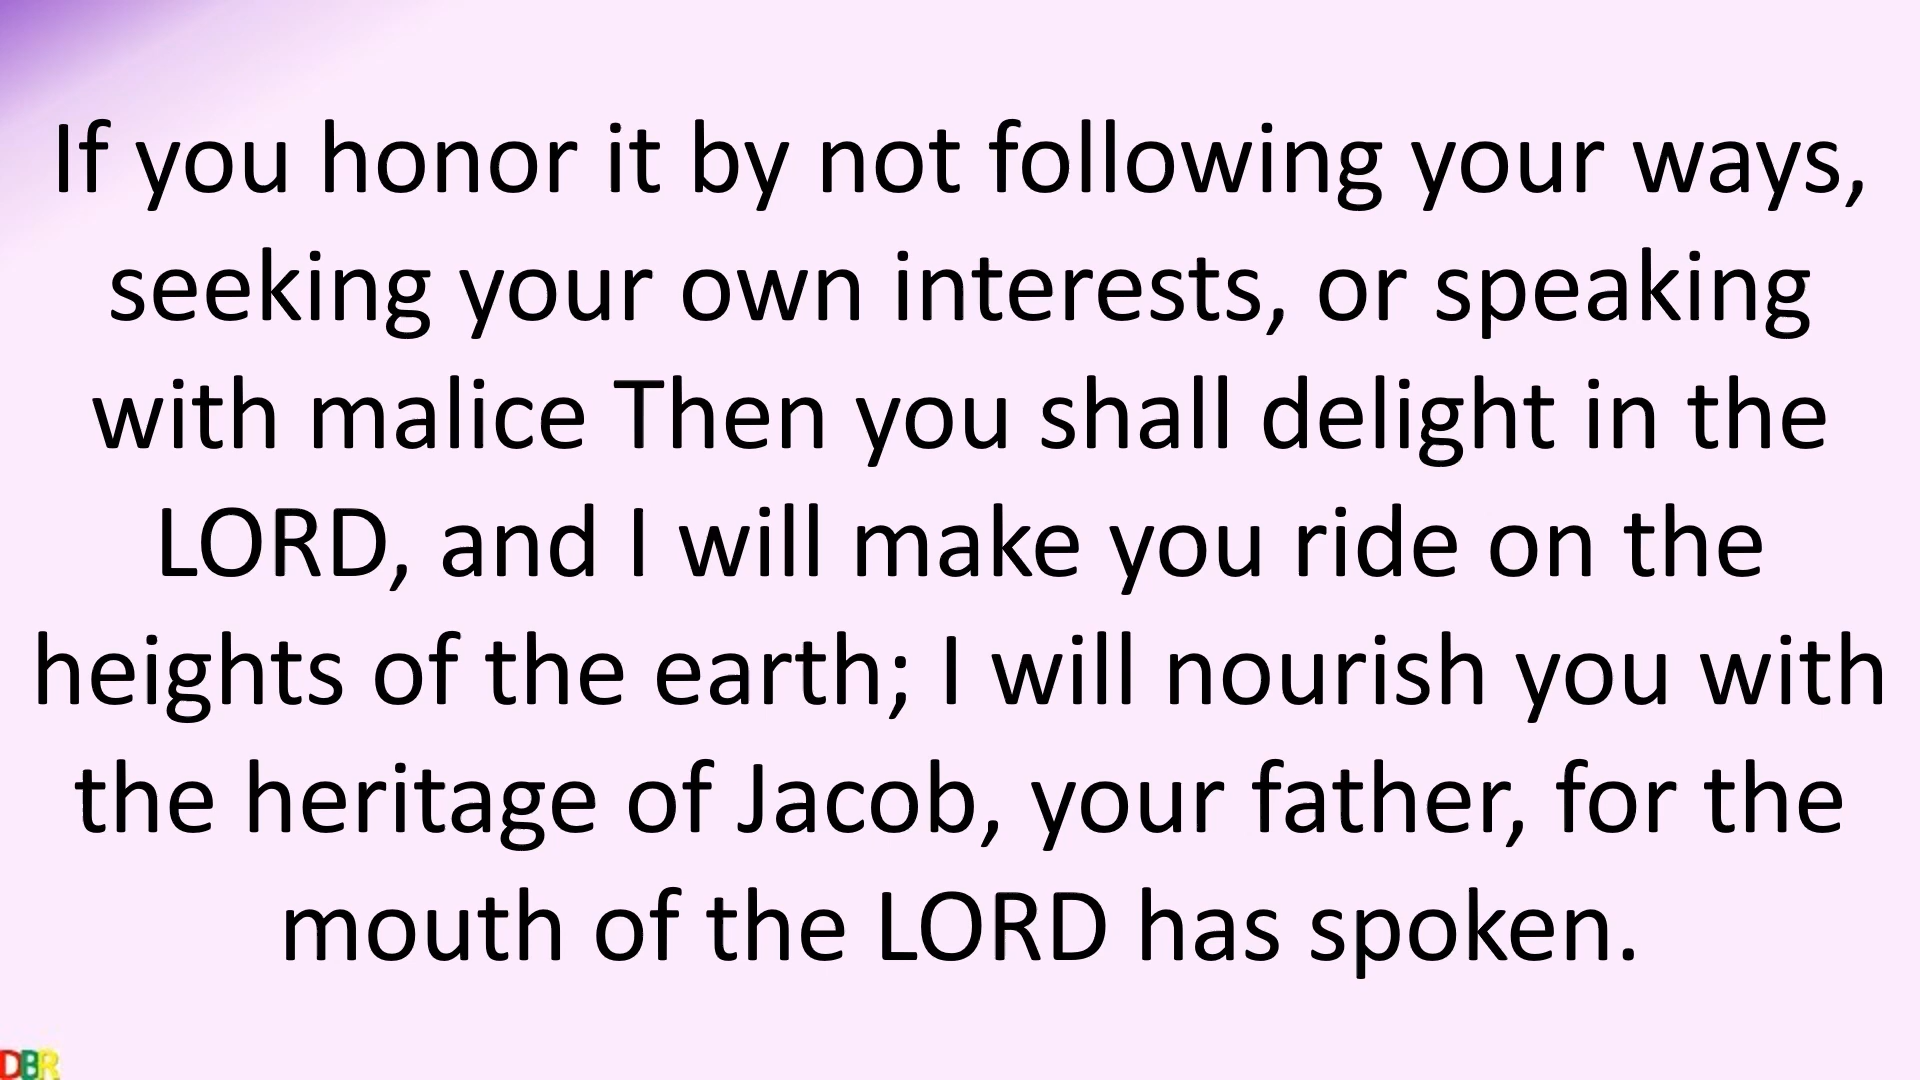 If you honor it by not following your ways,
seeking your own interests, or speaking
with malice Then you shall delight in the
LORD, and I will make you ride on the
heights of the earth; I will nourish you with
the heritage of Jacob, your father, for the
mouth of the LORD has spoken.
DBR